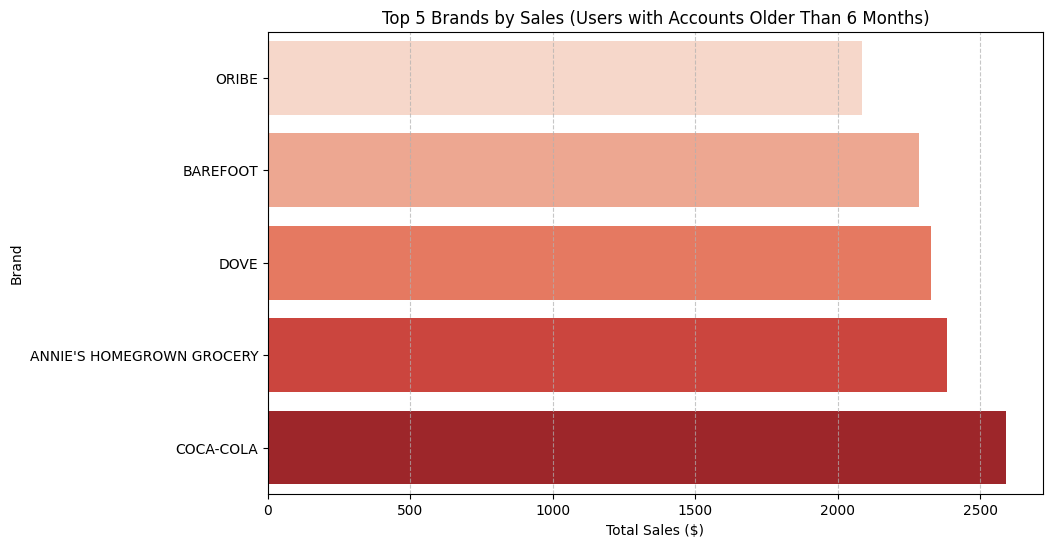 Top 5 Brands by Sales (Users with Accounts Older Than 6 Months)
ORIBE
BAREFOOT
DOVE
ANNIE'S HOMEGROWN GROCERY
COCA-COLA
Brand
0 500 1000 1500 2000 2500
Total Sales ($)